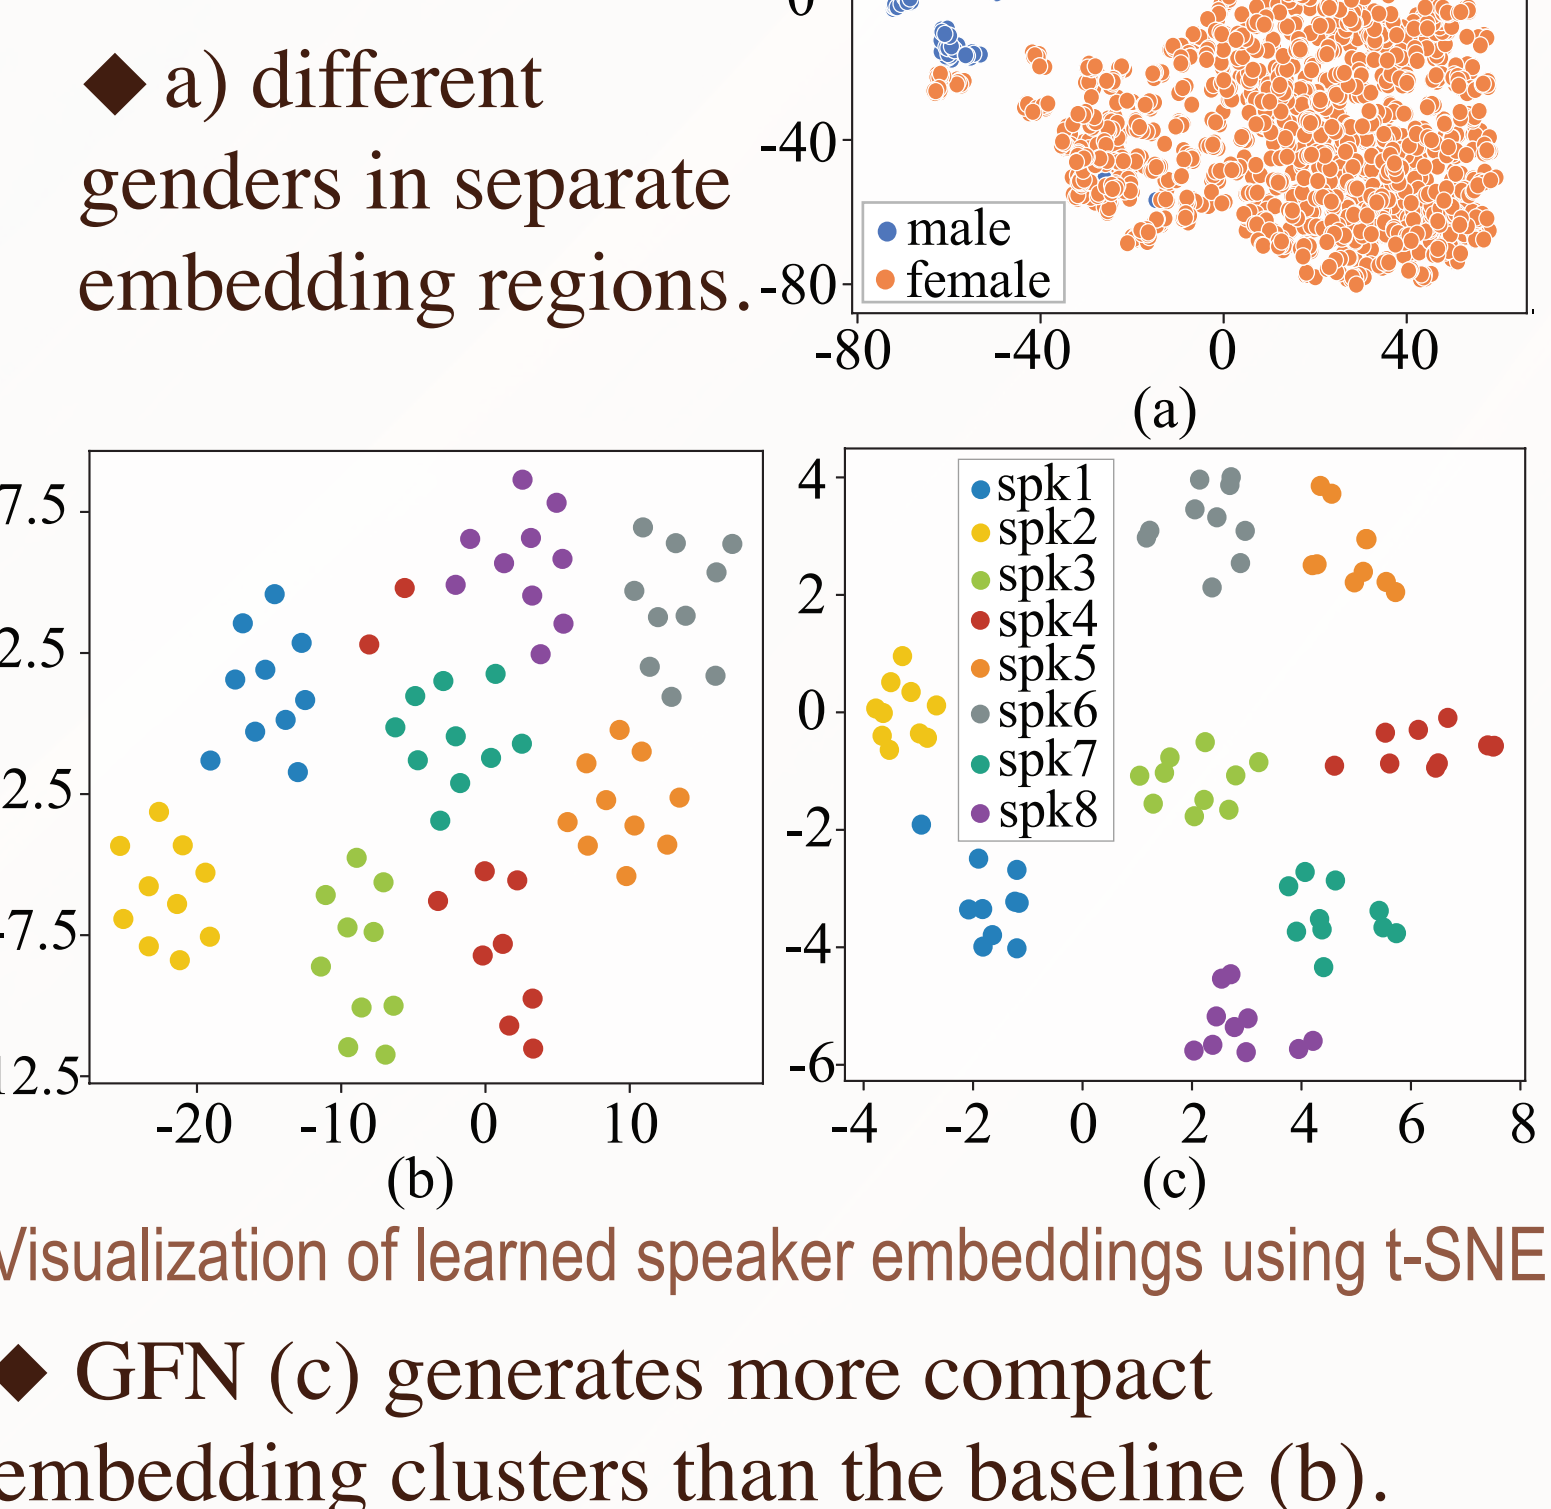 ◆ a) different
genders in separate
embedding regions.
0
-40
-80
male
female
-80 -40 0 40
(a)
7.5
2.5
2.5
-7.5
12.5
-20 -10 0 10
(b)
4
2
0
-2
-4
-6
spk1
spk2
spk3
spk4
spk5
spk6
spk7
spk8
-4 -2 0 2 4 6 8
(c)
Visualization of learned speaker embeddings using t-SNE
◆ GFN (c) generates more compact
embedding clusters than the baseline (b).